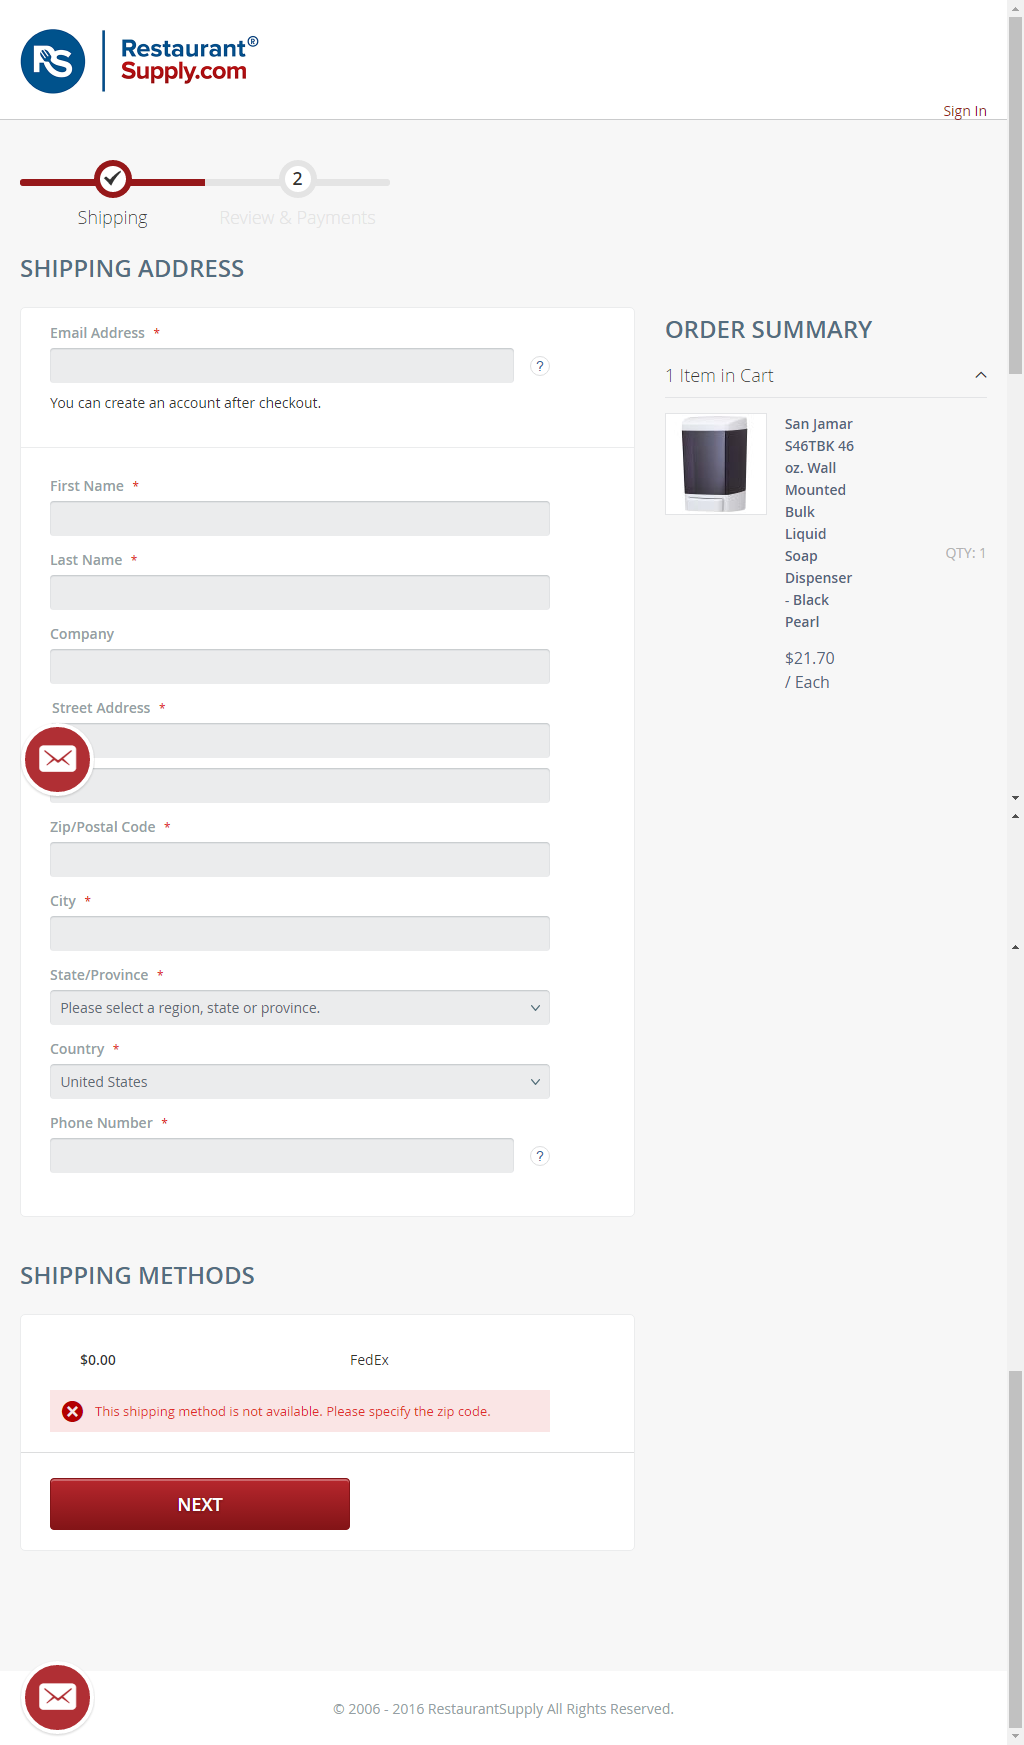 RS
Restaurant®
Supply.com
Sign In
2
Shipping
Review & Payments
SHIPPING ADDRESS
Email Address *
?
You can create an account after checkout.
First Name *
Last Name *
Company
Street Address *
Zip/Postal Code *
City *
State/Province *
Please select a region, state or province.
Country *
United States
Phone Number *
?
ORDER SUMMARY
1 Item in Cart
San Jamar
S46TBK 46
oz. Wall
Mounted
Bulk
Liquid
Soap
Dispenser
- Black
Pearl
QTY: 1
$21.70
/ Each
SHIPPING METHODS
$0.00 FedEx
This shipping method is not available. Please specify the zip code.
NEXT
© 2006 - 2016 RestaurantSupply All Rights Reserved.